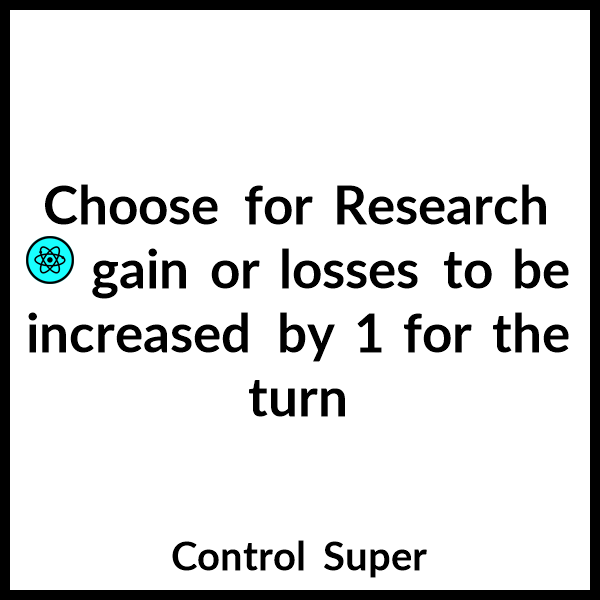 Choose for Research
gain or losses to be
increased by 1 for the
turn
Control Super